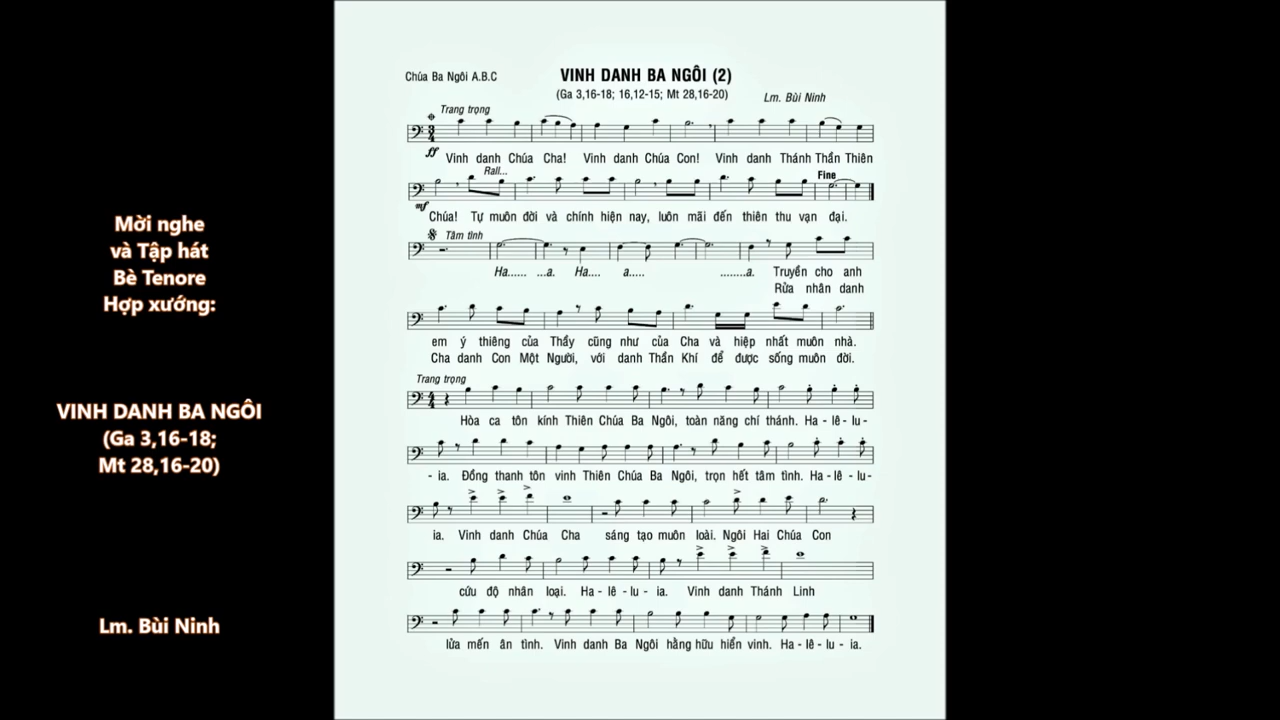 Mời nghe
và Tập hát
Bè Tenore
Hợp xướng:
VINH DANH BA NGÔI
(Ga 3,16-18;
Mt 28,16-20)
Lm. Bùi Ninh
Chúa Ba Ngôi A.B.C
VINH DANH BA NGÔI (2)
(Ga 3,16-18; 16,12-15; Mt 28,16-20)
Lm. Bùi Ninh
Trang trọng
3
4
ff
Vinh danh Chúa Cha! Vinh danh Chúa Con! Vinh danh Thánh Thần Thiên
Rall...
Fine
mf
Chúa! Tự muôn đời và chính hiện nay, luôn mãi đến thiên thu vạn đại.
Tâm tình
Ha...... ...a. Ha.... a..... ........a. Truyền cho anh
Rửa nhân danh
em ý thiêng của Thầy cũng như của Cha và hiệp nhất muôn nhà.
Cha danh Con Một Người, với danh Thần Khí để được sống muôn đời.
Trang trọng
4
4
Hòa ca tôn kính Thiên Chúa Ba Ngôi, toàn năng chí thánh. Ha-lê-lu-
- ia. Đồng thanh tôn vinh Thiên Chúa Ba Ngôi, trọn hết tâm tình. Ha-lê-lu-
ia. Vinh danh Chúa Cha sáng tạo muôn loài. Ngôi Hai Chúa Con
cứu độ nhân loại. Ha-lê-lu-ia. Vinh danh Thánh Linh
lửa mến ân tình. Vinh danh Ba Ngôi hằng hữu hiển vinh. Ha-lê-lu-ia.